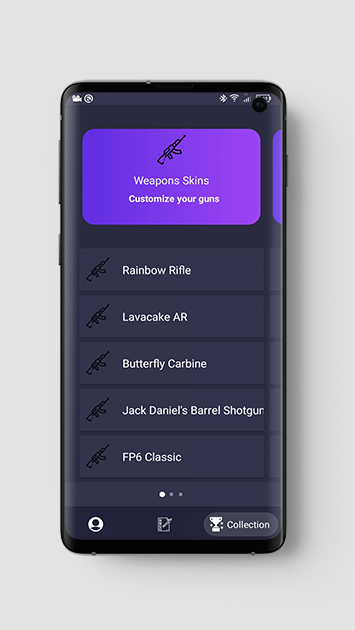 Weapons Skins
Customize your guns
Rainbow Rifle
Lavacake AR
Butterfly Carbine
Jack Daniel's Barrel Shotgun
FP6 Classic
Collection